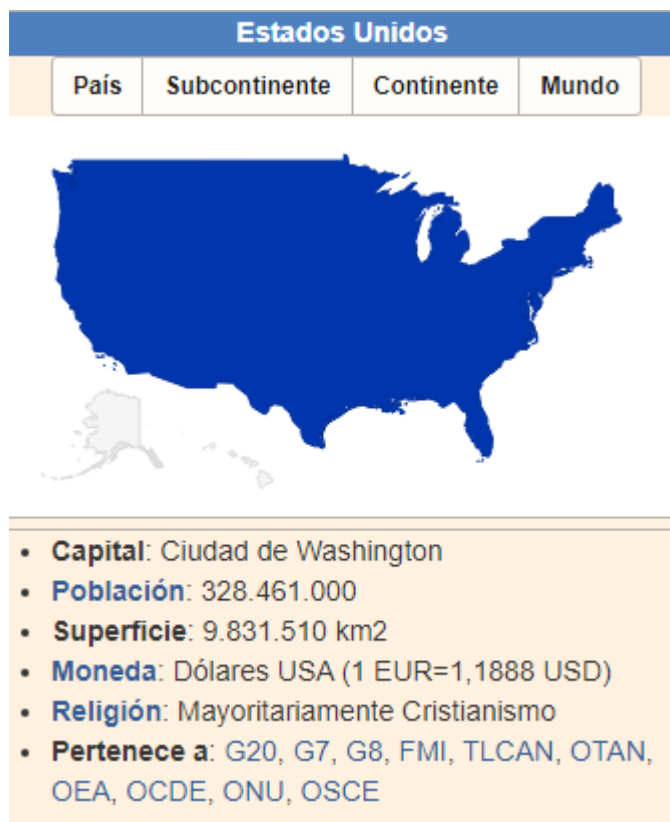 Estados Unidos
País Subcontinente Continente Mundo
• Capital: Ciudad de Washington
• Población: 328.461.000
• Superficie: 9.831.510 km2
• Moneda: Dólares USA (1 EUR=1,1888 USD)
• Religión: Mayoritariamente Cristianismo
• Pertenece a: G20, G7, G8, FMI, TLCAN, OTAN,
OEA, OCDE, ONU, OSCE